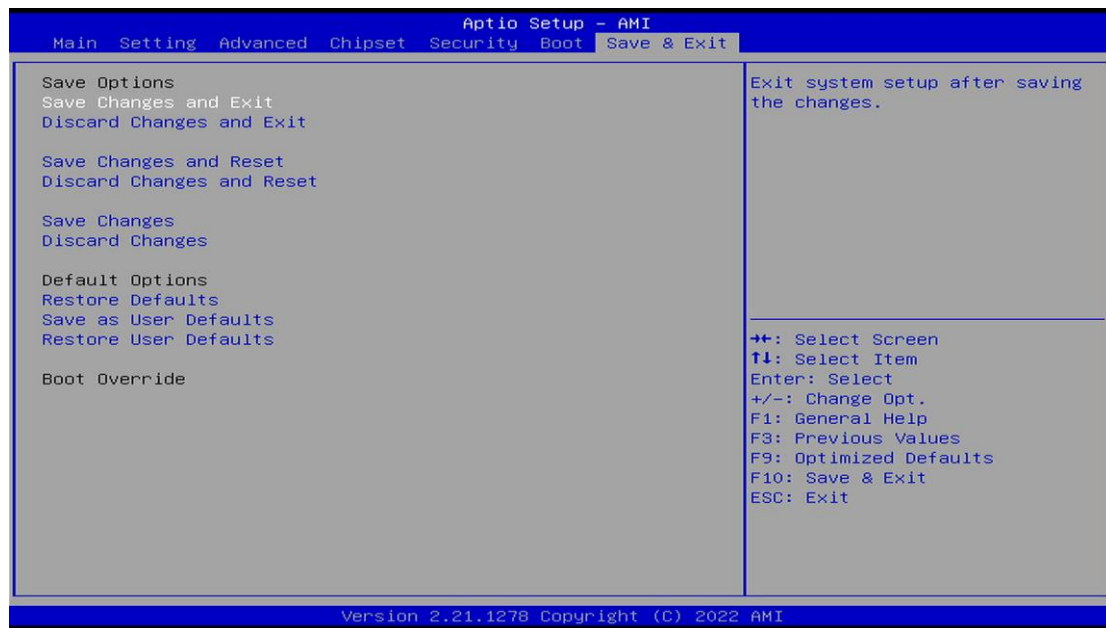 Aptio Setup – AMI
Main Setting Advanced Chipset Security Boot Save & Exit
Save Options
Save Changes and Exit
Discard Changes and Exit
Save Changes and Reset
Discard Changes and Reset
Save Changes
Discard Changes
Default Options
Restore Defaults
Save as User Defaults
Restore User Defaults
Boot Override
Exit system setup after saving
the changes.
→←: Select Screen
↑↓: Select Item
Enter: Select
+/-: Change Opt.
F1: General Help
F3: Previous Values
F9: Optimized Defaults
F10: Save & Exit
ESC: Exit
Version 2.21.1278 Copyright (C) 2022 AMI